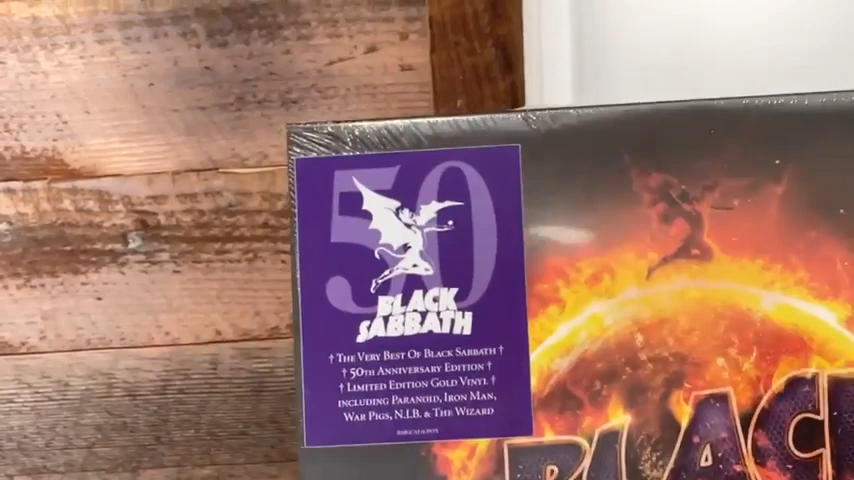 50
BLACK
SABBATH
† The Very Best Of Black Sabbath †
† 50th Anniversary Edition †
† Limited Edition Gold Vinyl †
including Paranoid, Iron Man,
War Pigs, N.I.B. & The Wizard
BLAC